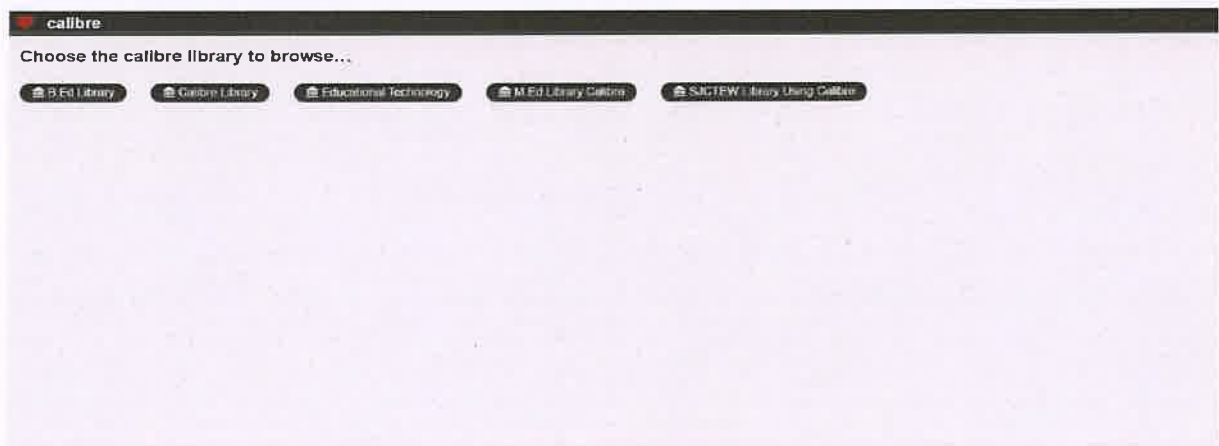 calibre
Choose the calibre library to browse...
B.Ed Library Calibre Library Educational Technology M.Ed Library Calibre SJCTEW Library Using Calibre